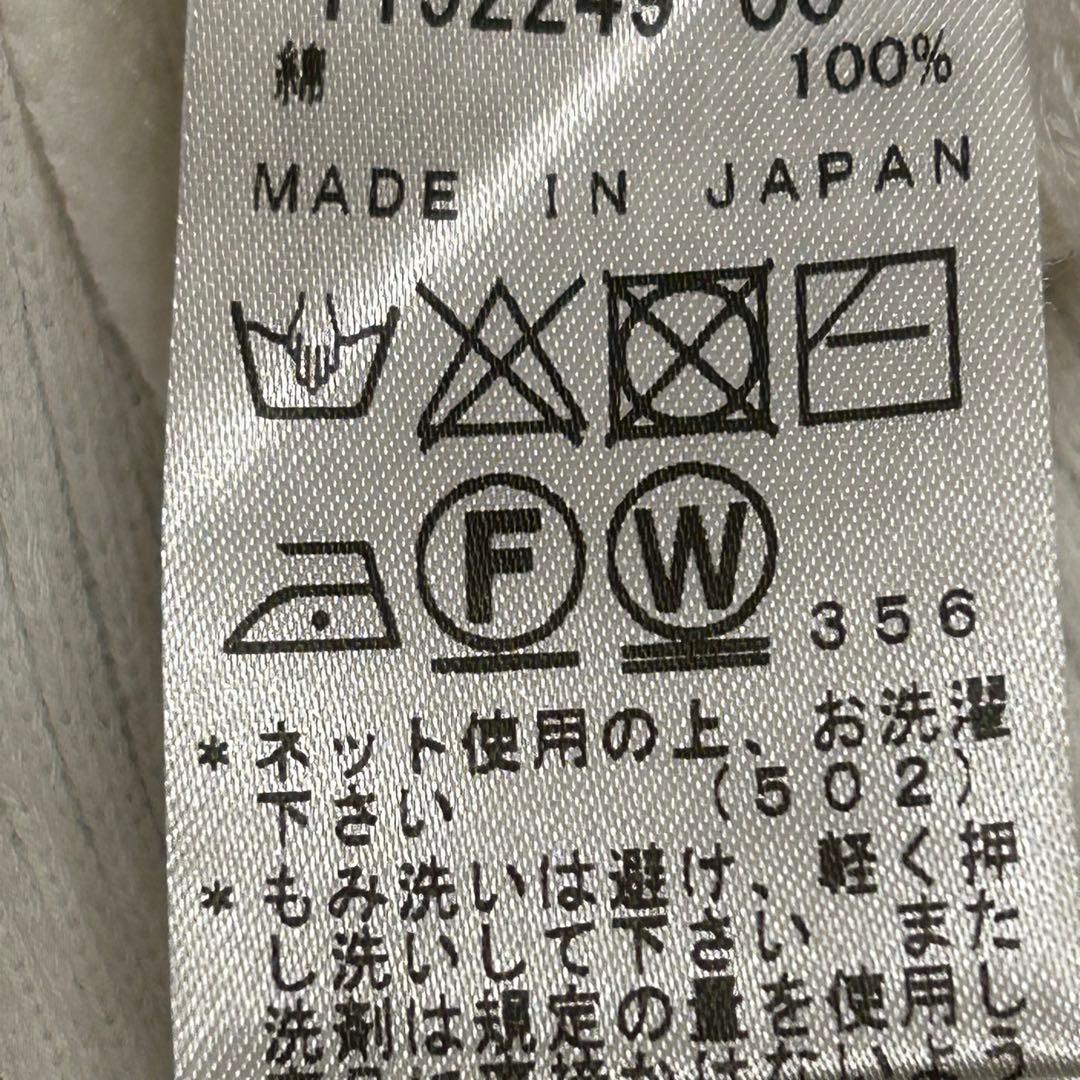 綿 100%
MADE IN JAPAN
F W 356
*ネット使用の上、お洗濯
下さい (502)
*もみ洗いは避け、軽く押
し洗いして下さい また
洗剤は規定の量を使用し